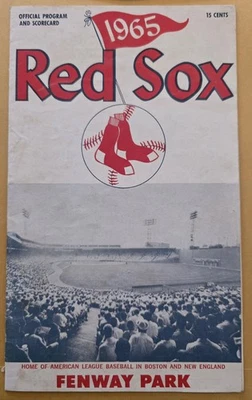 OFFICIAL PROGRAM
AND SCORECARD
15 CENTS
1965
Red Sox
HOME OF AMERICAN LEAGUE BASEBALL IN BOSTON AND NEW ENGLAND
FENWAY PARK